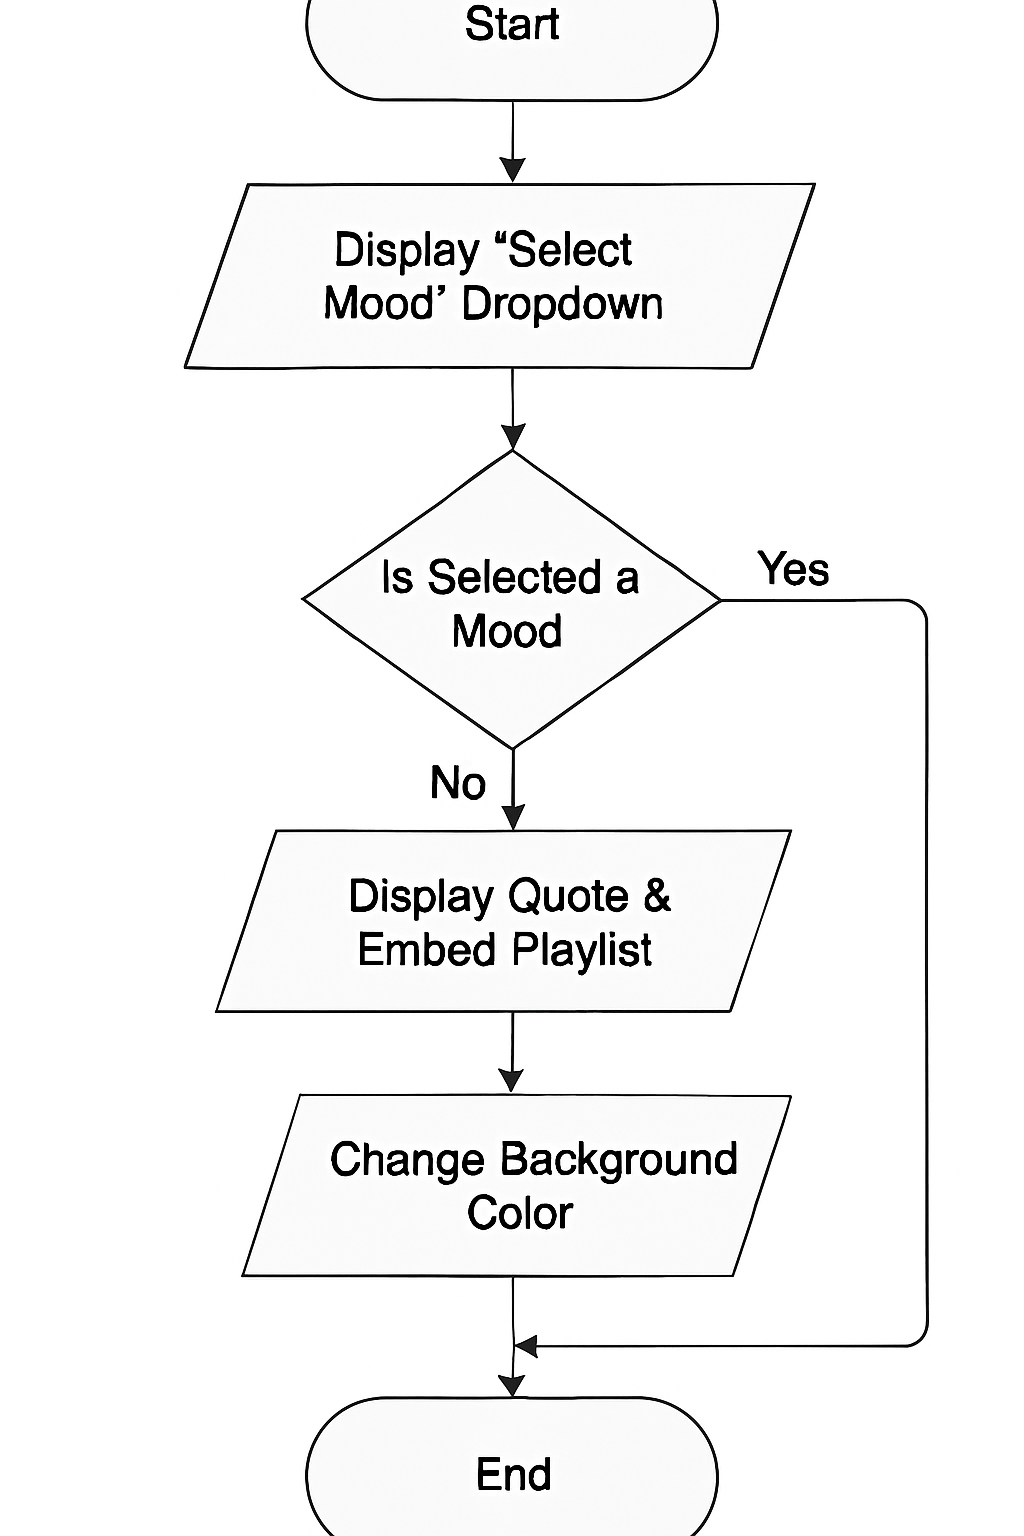 Start
Display “Select
Mood’ Dropdown
Is Selected a
Mood
Yes
No
Display Quote &
Embed Playlist
Change Background
Color
End